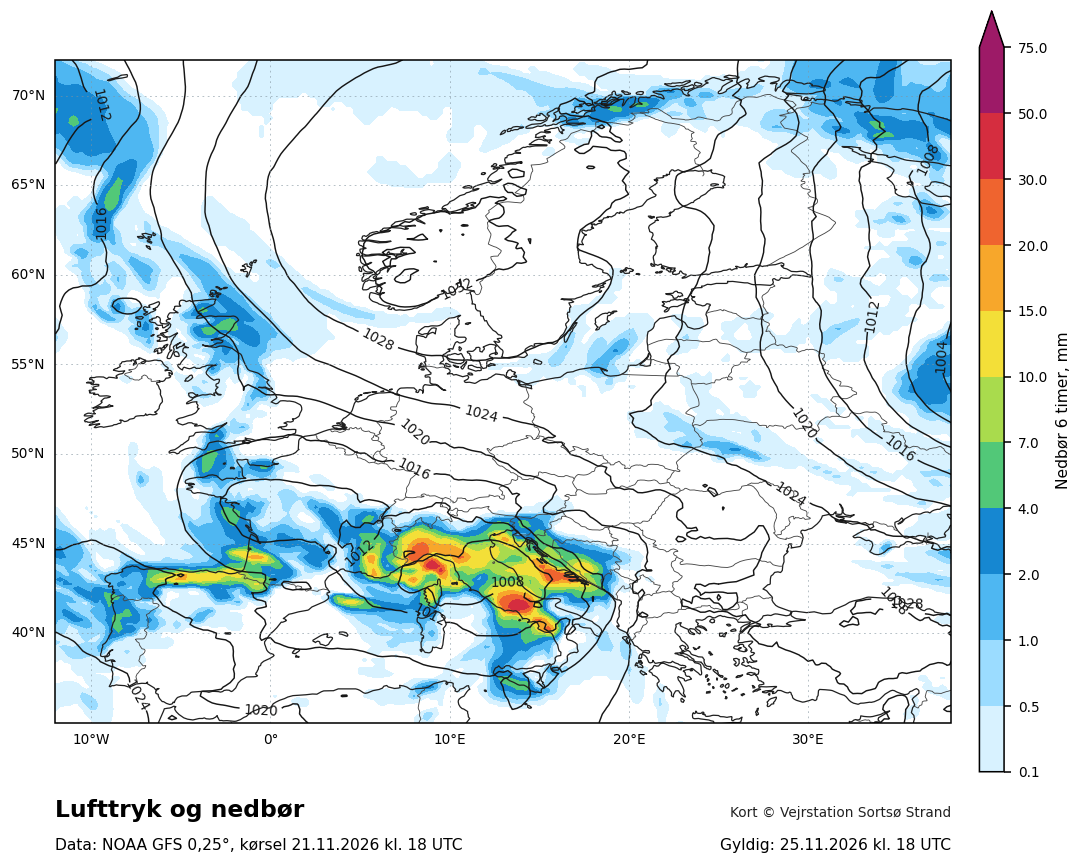 75.0
50.0
30.0
20.0
15.0
10.0
7.0
4.0
2.0
1.0
0.5
0.1
Nedbør 6 timer, mm
70°N
65°N
60°N
55°N
50°N
45°N
40°N
10°W
0°
10°E
20°E
30°E
1012
1016
1008
1032
1028
1012
1004
1024
1020
1020
1016
1016
1024
1012
1008
1012
1028
1024
1020
Lufttryk og nedbør
Kort © Vejrstation Sortsø Strand
Data: NOAA GFS 0,25°, kørsel 21.11.2026 kl. 18 UTC
Gyldig: 25.11.2026 kl. 18 UTC